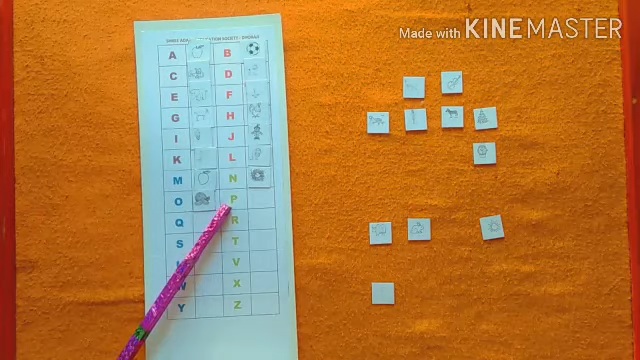 Made with KINEMASTER
A B
C D
E F
G H
I J
K L
M N
O P
Q R
S T
V
W X
Y Z